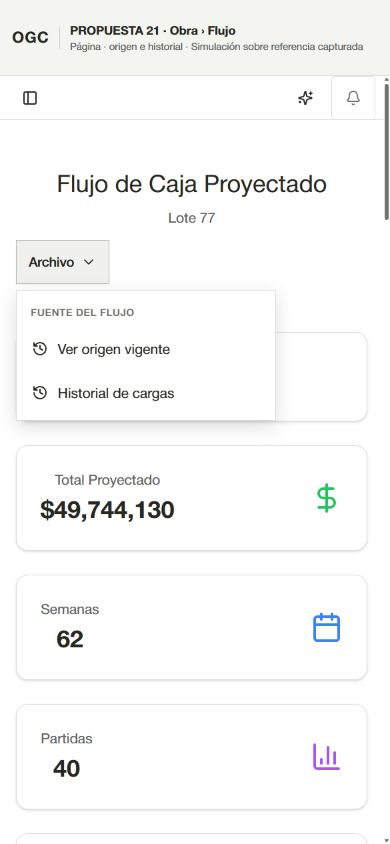 OGC
PROPUESTA 21 · Obra › Flujo
Página · origen e historial · Simulación sobre referencia capturada
Flujo de Caja Proyectado
Lote 77
Archivo
FUENTE DEL FLUJO
Ver origen vigente
Historial de cargas
Total Proyectado
$49,744,130
Semanas
62
Partidas
40